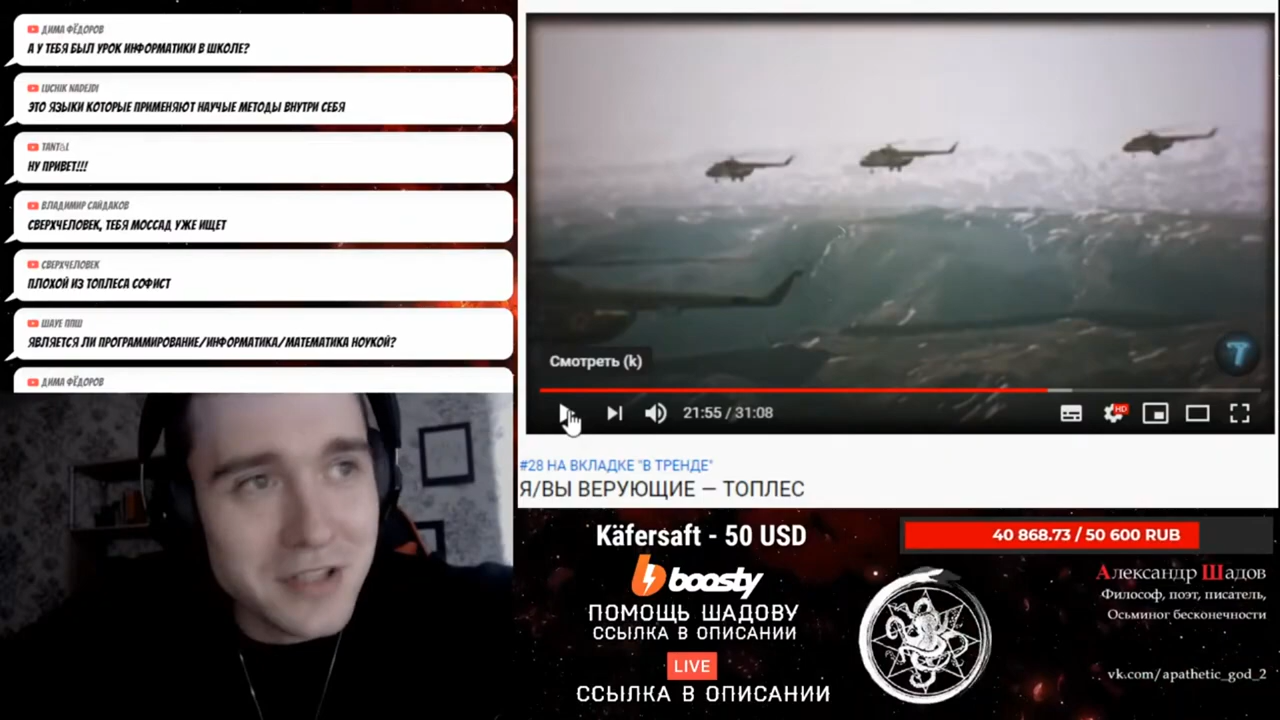 ДИМА ФЁДОРОВ
А У ТЕБЯ БЫЛ УРОК ИНФОРМАТИКИ В ШКОЛЕ?
LUCHIK NADEJDI
ЭТО ЯЗЫКИ КОТОРЫЕ ПРИМЕНЯЮТ НАУЧЫЕ МЕТОДЫ ВНУТРИ СЕБЯ
НУ ПРИВЕТ!!!
ВЛАДИМИР САЙДАКОВ
СВЕРХЧЕЛОВЕК, ТЕБЯ МОССАД УЖЕ ИЩЕТ
СВЕРХЧЕЛОВЕК
ПЛОХОЙ ИЗ ТОПЛЕСА СОФИСТ
ШАУЕ ППШ
ЯВЛЯЕТСЯ ЛИ ПРОГРАММИРОВАНИЕ/ИНФОРМАТИКА/МАТЕМАТИКА НОУКОЙ?
ДИМА ФЁДОРОВ
Смотреть (k)
21:55 / 31:08
HD
T
#28 НА ВКЛАДКЕ "В ТРЕНДЕ"
Я/ВЫ ВЕРУЮЩИЕ — ТОПЛЕС
Käfersaft - 50 USD
boosty
ПОМОЩЬ ШАДОВУ
ССЫЛКА В ОПИСАНИИ
LIVE
ССЫЛКА В ОПИСАНИИ
40 868.73 / 50 600 RUB
Александр Шадов
Философ, поэт, писатель,
Осьминог бесконечности
vk.com/apathetic_god_2